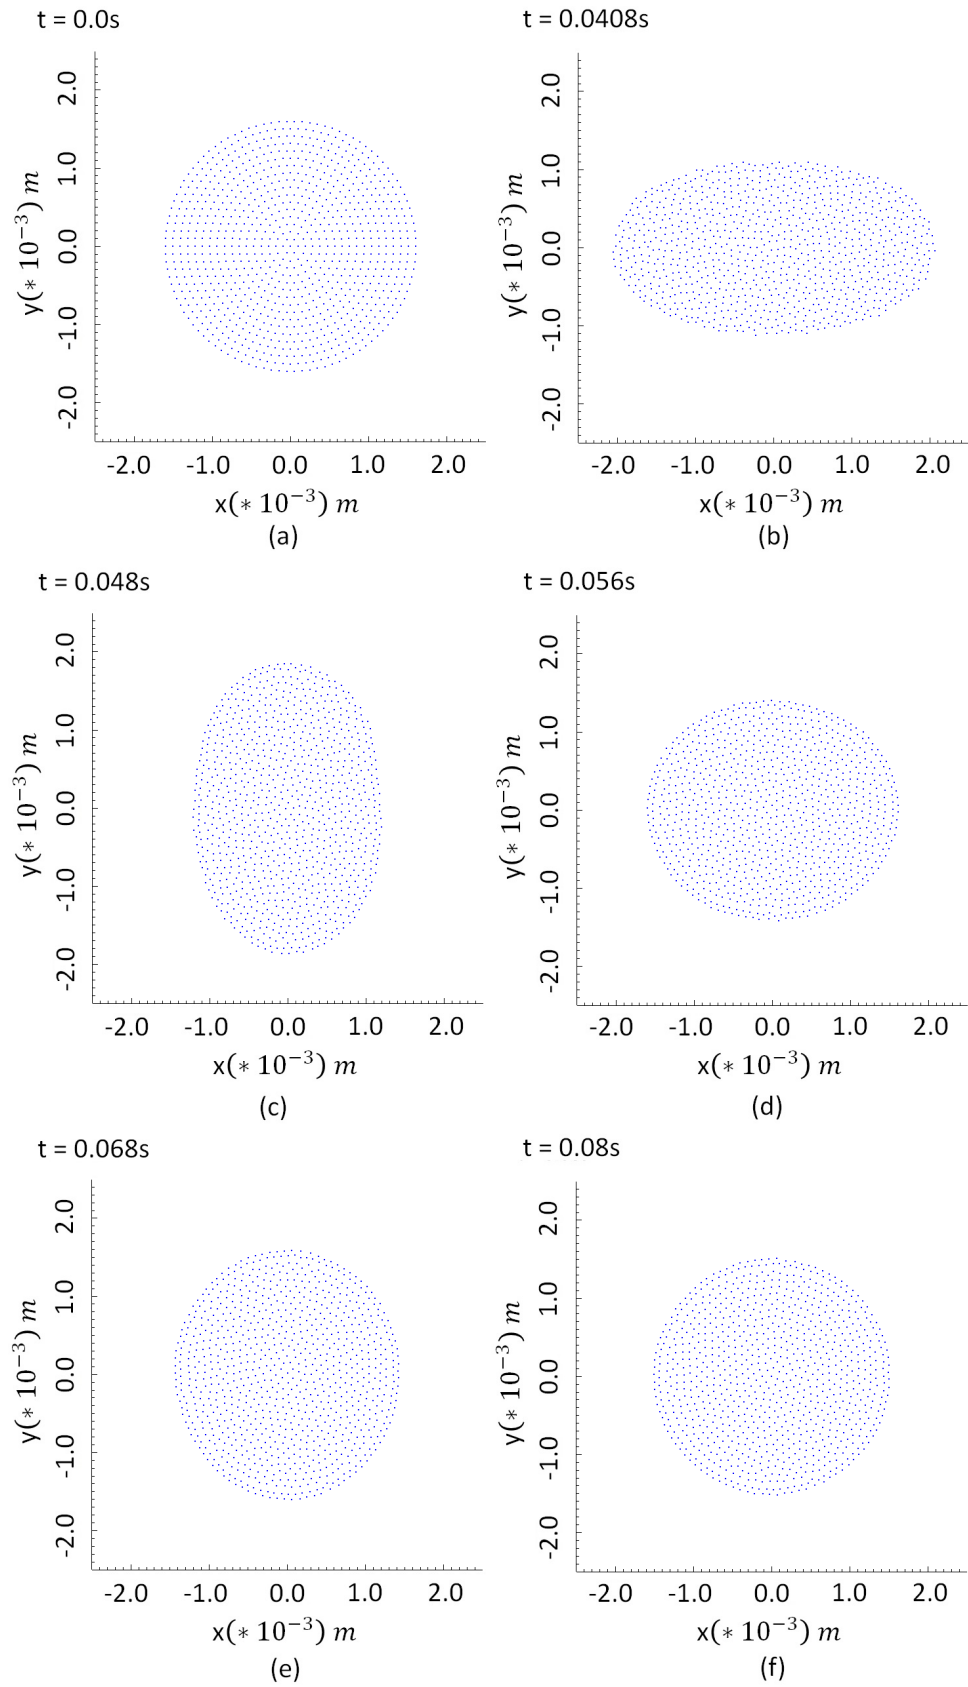 t = 0.0s
2.0
1.0
0.0
-1.0
-2.0
y(* 10⁻³) m
-2.0 -1.0 0.0 1.0 2.0
x(* 10⁻³) m
(a)
t = 0.0408s
2.0
1.0
0.0
-1.0
-2.0
y(* 10⁻³) m
-2.0 -1.0 0.0 1.0 2.0
x(* 10⁻³) m
(b)
t = 0.048s
2.0
1.0
0.0
-1.0
-2.0
y(* 10⁻³) m
-2.0 -1.0 0.0 1.0 2.0
x(* 10⁻³) m
(c)
t = 0.056s
2.0
1.0
0.0
-1.0
-2.0
y(* 10⁻³) m
-2.0 -1.0 0.0 1.0 2.0
x(* 10⁻³) m
(d)
t = 0.068s
2.0
1.0
0.0
-1.0
-2.0
y(* 10⁻³) m
-2.0 -1.0 0.0 1.0 2.0
x(* 10⁻³) m
(e)
t = 0.08s
2.0
1.0
0.0
-1.0
-2.0
y(* 10⁻³) m
-2.0 -1.0 0.0 1.0 2.0
x(* 10⁻³) m
(f)